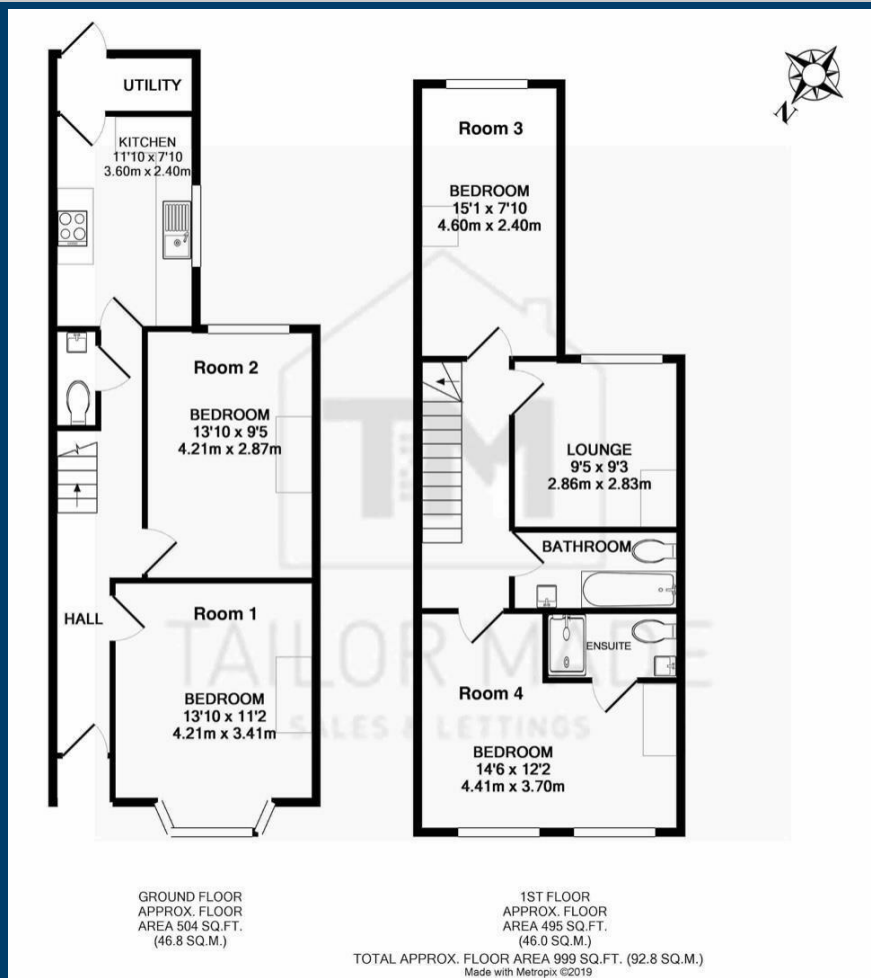 UTILITY
KITCHEN
11'10 x 7'10
3.60m x 2.40m
Room 2
BEDROOM
13'10 x 9'5
4.21m x 2.87m
HALL
Room 1
BEDROOM
13'10 x 11'2
4.21m x 3.41m
GROUND FLOOR
APPROX. FLOOR
AREA 504 SQ.FT.
(46.8 SQ.M.)
N
Room 3
BEDROOM
15'1 x 7'10
4.60m x 2.40m
LOUNGE
9'5 x 9'3
2.86m x 2.83m
BATHROOM
ENSUITE
Room 4
BEDROOM
14'6 x 12'2
4.41m x 3.70m
1ST FLOOR
APPROX. FLOOR
AREA 495 SQ.FT.
(46.0 SQ.M.)
TM
TAILOR MADE
SALES & LETTINGS
TOTAL APPROX. FLOOR AREA 999 SQ.FT. (92.8 SQ.M.)
Made with Metropix ©2019